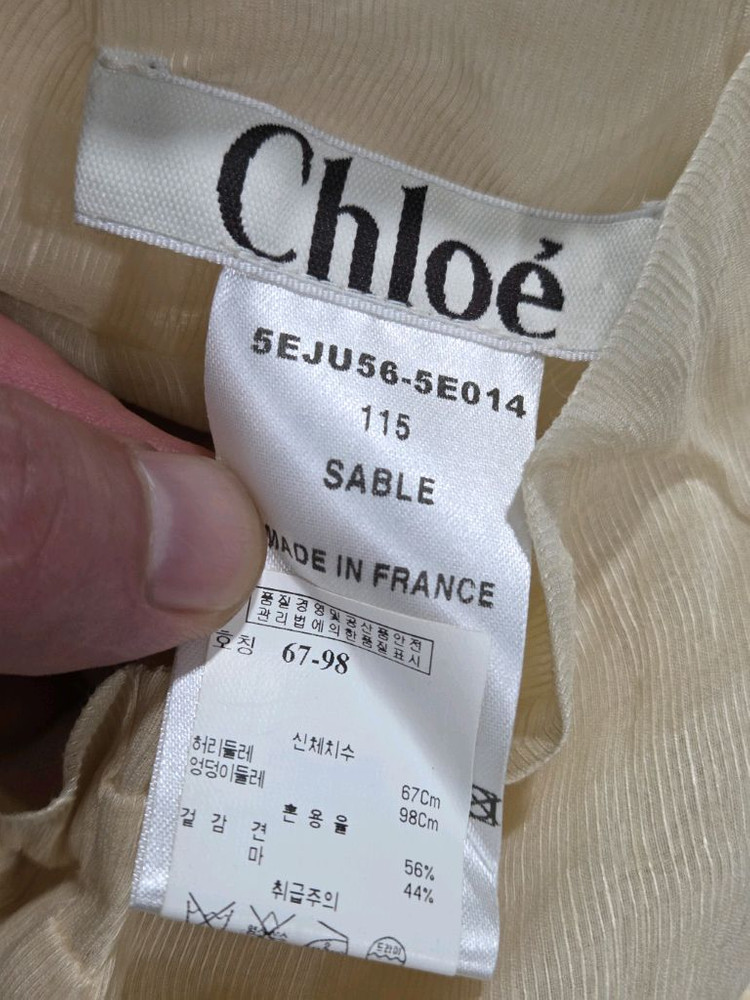 Chloé
5EJU56-5E014
115
SABLE
MADE IN FRANCE
품질경영및공산품안전
관리법에의한품질표시
호칭 67-98
신체치수
허리둘레 67Cm
엉덩이둘레 98Cm
혼용율
겉감 견 56%
마 44%
취급주의
드라이